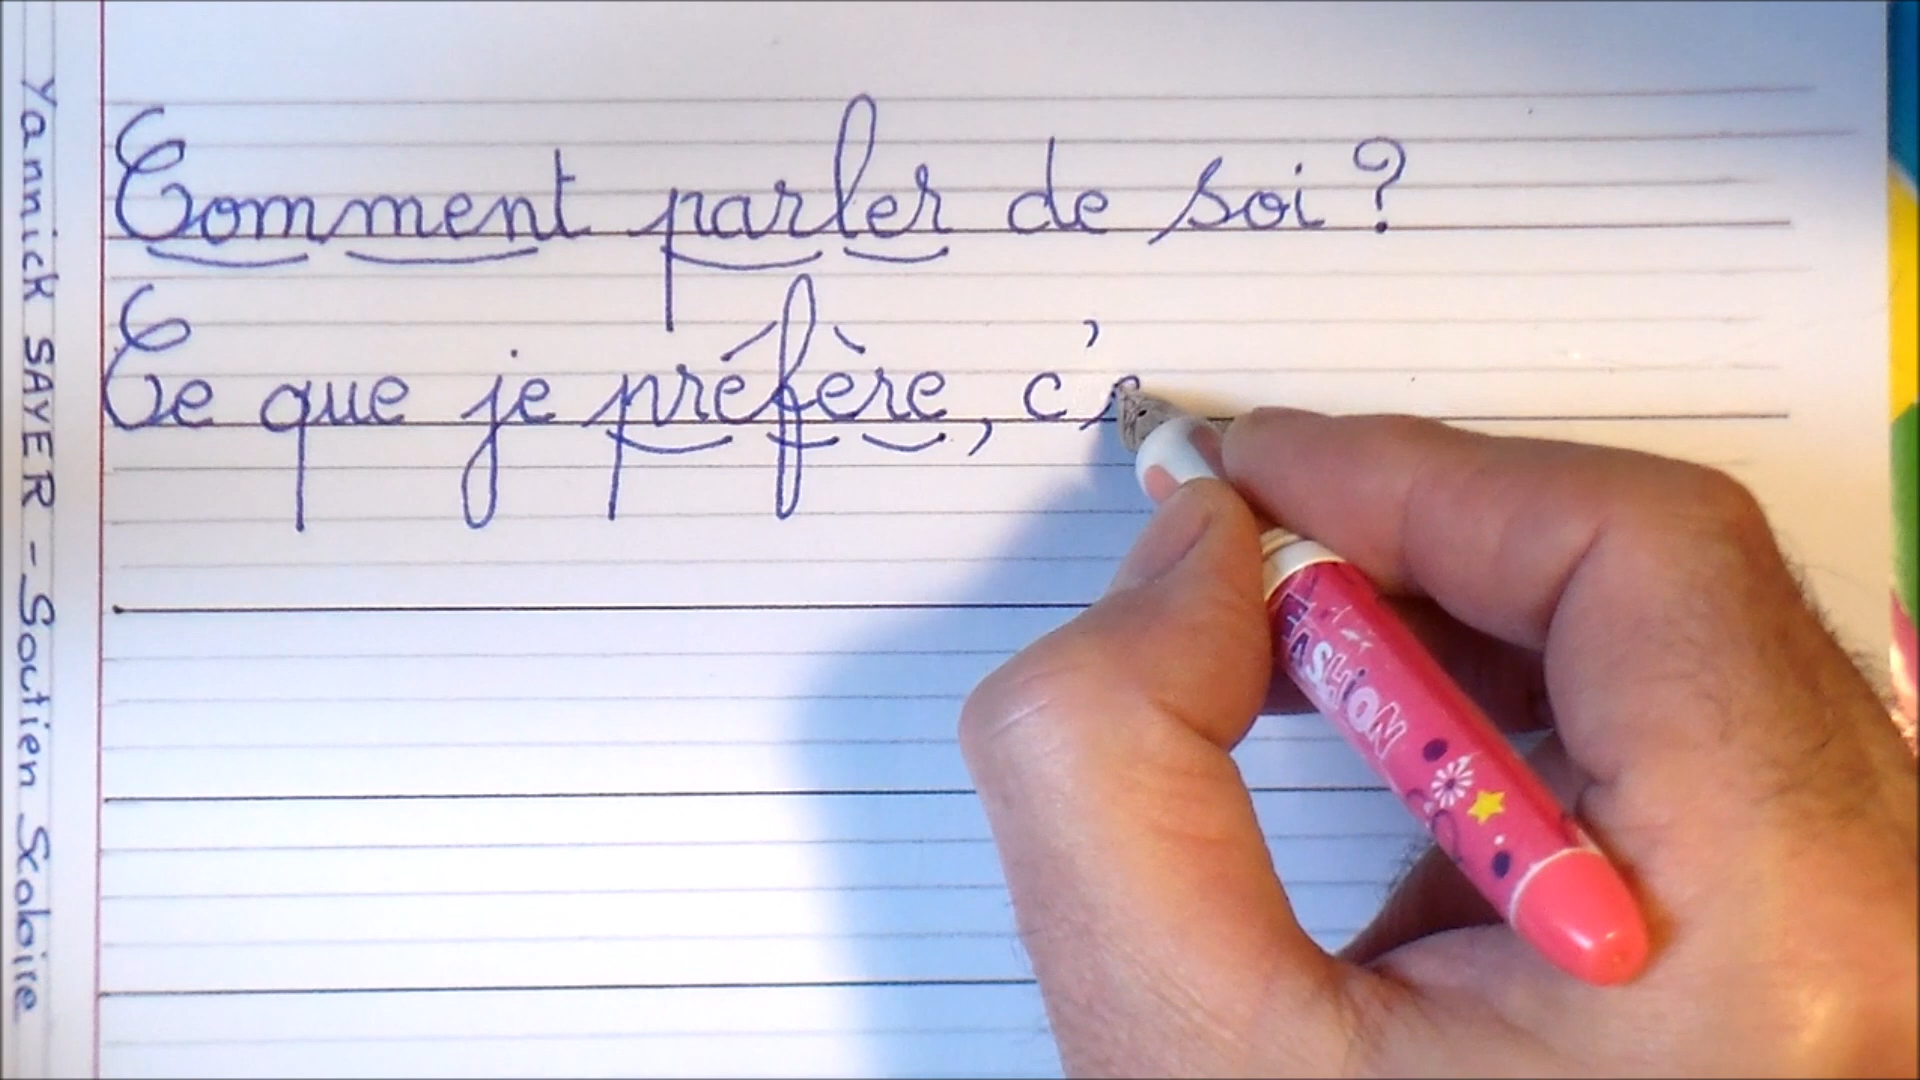 Comment parler de soi ?
Ce que je préfère, c'e
Yannick SAYER - Soutien Scolaire
FASHION